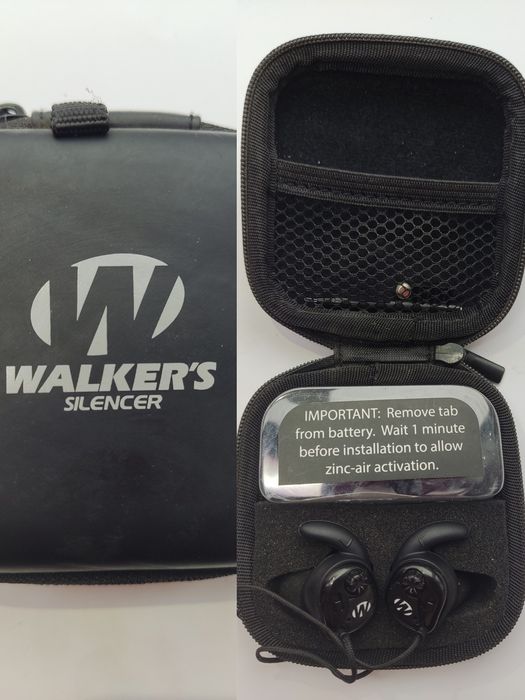 W
WALKER'S
SILENCER
IMPORTANT: Remove tab
from battery. Wait 1 minute
before installation to allow
zinc-air activation.
W
W